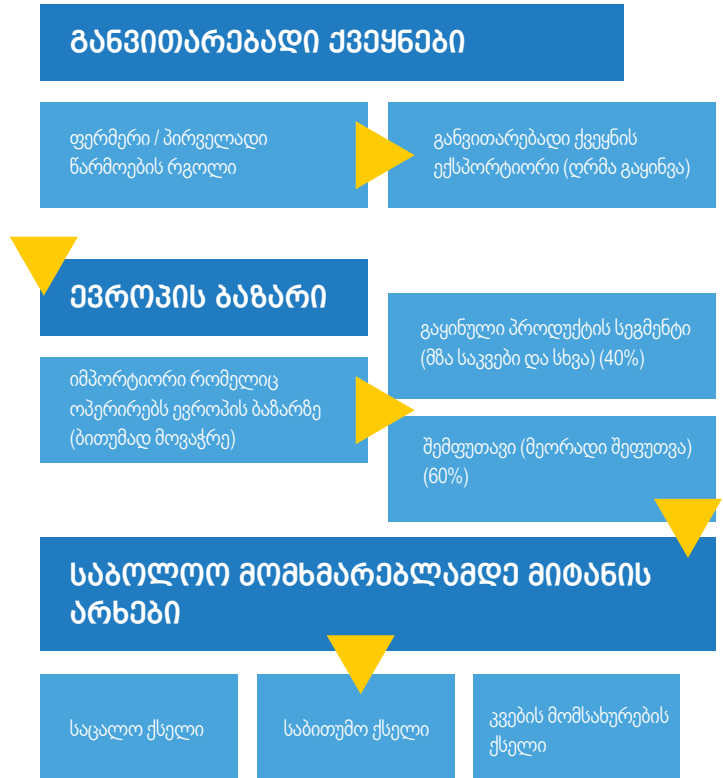 განვითარებადი ქვეყნები
ფერმერი / პირველადი
წარმოების რგოლი
განვითარებადი ქვეყნის
ექსპორტიორი (ღრმა გაყინვა)
ევროპის ბაზარი
იმპორტიორი რომელიც
ოპერირებს ევროპის ბაზარზე
(ბითუმად მოვაჭრე)
გაყინული პროდუქტის სეგმენტი
(მზა საკვები და სხვა) (40%)
შემფუთავი (მეორადი შეფუთვა)
(60%)
საბოლოო მომხმარებლამდე მიტანის
არხები
საცალო ქსელი
საბითუმო ქსელი
კვების მომსახურების
ქსელი